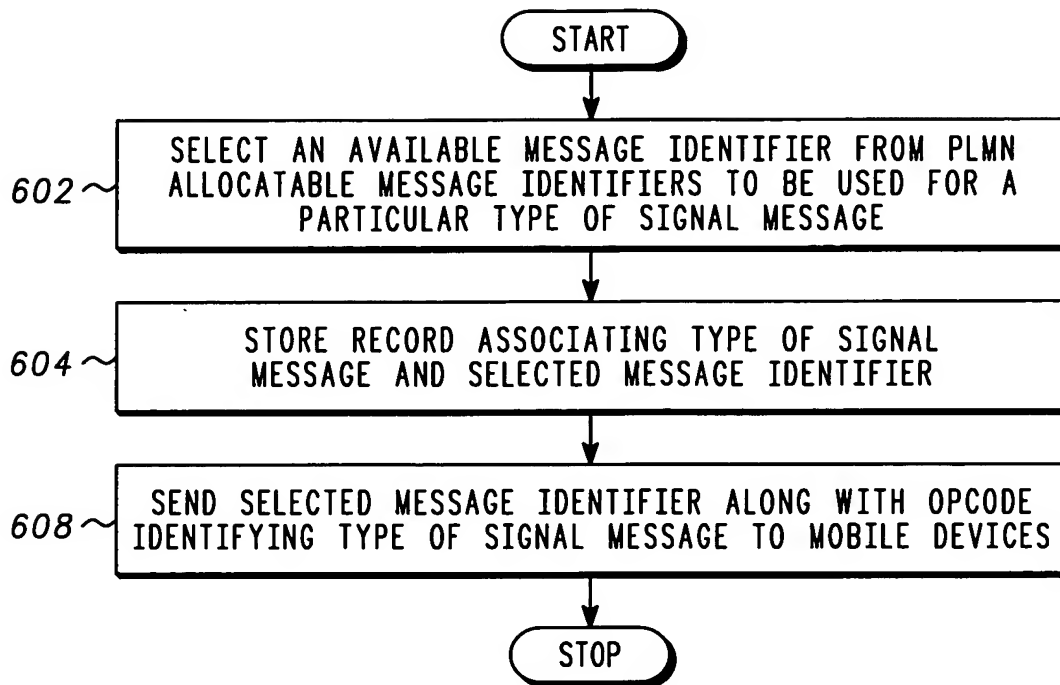 START
602
SELECT AN AVAILABLE MESSAGE IDENTIFIER FROM PLMN
ALLOCATABLE MESSAGE IDENTIFIERS TO BE USED FOR A
PARTICULAR TYPE OF SIGNAL MESSAGE
604
STORE RECORD ASSOCIATING TYPE OF SIGNAL
MESSAGE AND SELECTED MESSAGE IDENTIFIER
608
SEND SELECTED MESSAGE IDENTIFIER ALONG WITH OPCODE
IDENTIFYING TYPE OF SIGNAL MESSAGE TO MOBILE DEVICES
STOP